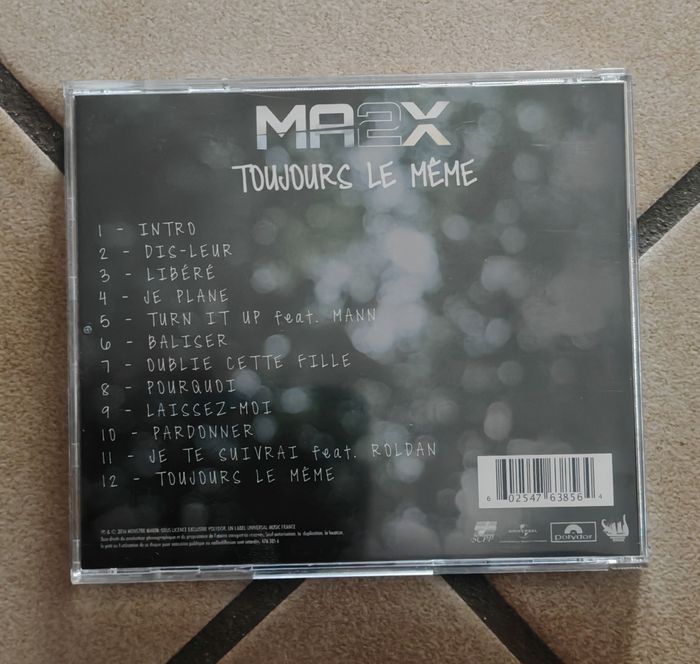 MA2X
TOUJOURS LE MÊME
1 - INTRO
2 - DIS-LEUR
3 - LIBÉRÉ
4 - JE PLANE
5 - TURN IT UP feat. MANN
6 - BALISER
7 - OUBLIE CETTE FILLE
8 - POURQUOI
9 - LAISSEZ-MOI
10 - PARDONNER
11 - JE TE SUIVRAI feat. ROLDAN
12 - TOUJOURS LE MÊME
6 02547 63856 4
SCPP
UNIVERSAL
Polydor